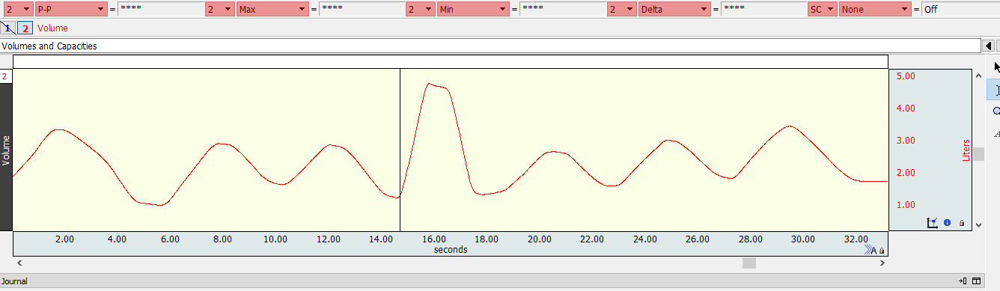 2 P-P = **** 2 Max = **** 2 Min = **** 2 Delta = **** SC None = Off
1 2 Volume
Volumes and Capacities
2
Volume
5.00
4.00
3.00
2.00
1.00
Liters
2.00 4.00 6.00 8.00 10.00 12.00 14.00 16.00 18.00 20.00 22.00 24.00 26.00 28.00 30.00 32.00
seconds
A
Journal